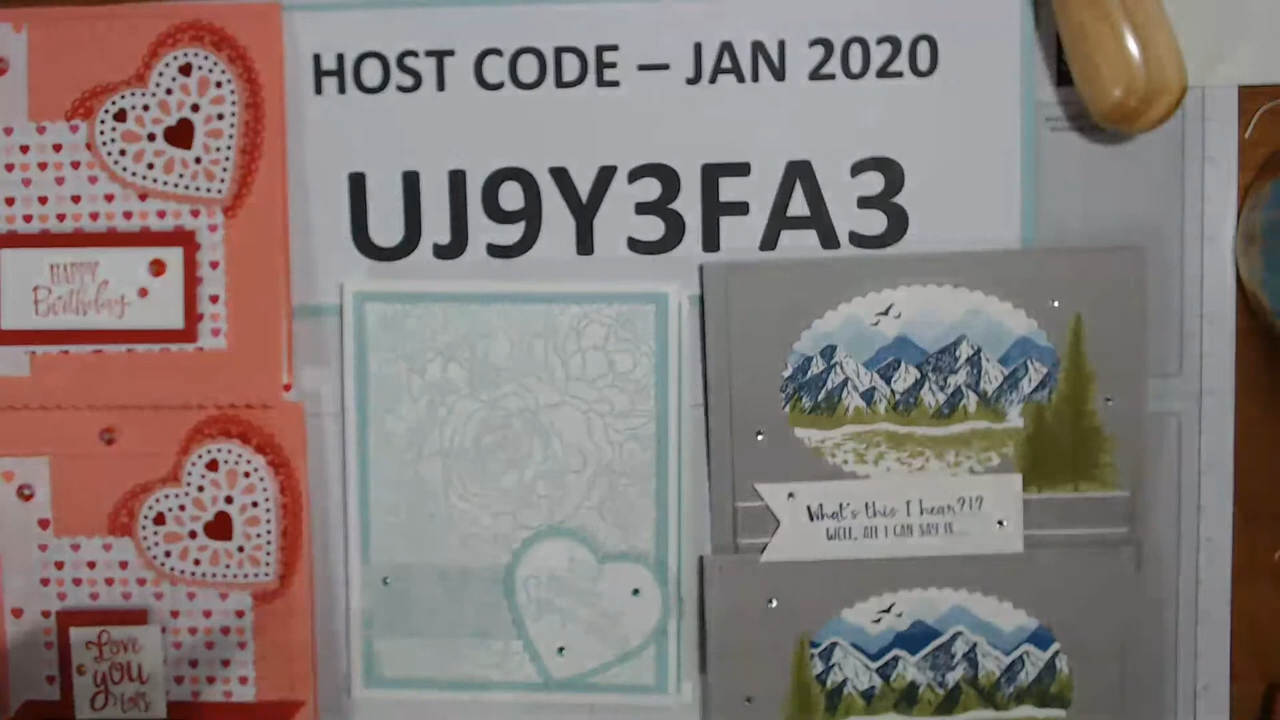 HOST CODE – JAN 2020
UJ9Y3FA3
HAPPY
Birthday
What's this I hear?!?
WELL, ALL I CAN SAY IS...
Love
you
lots